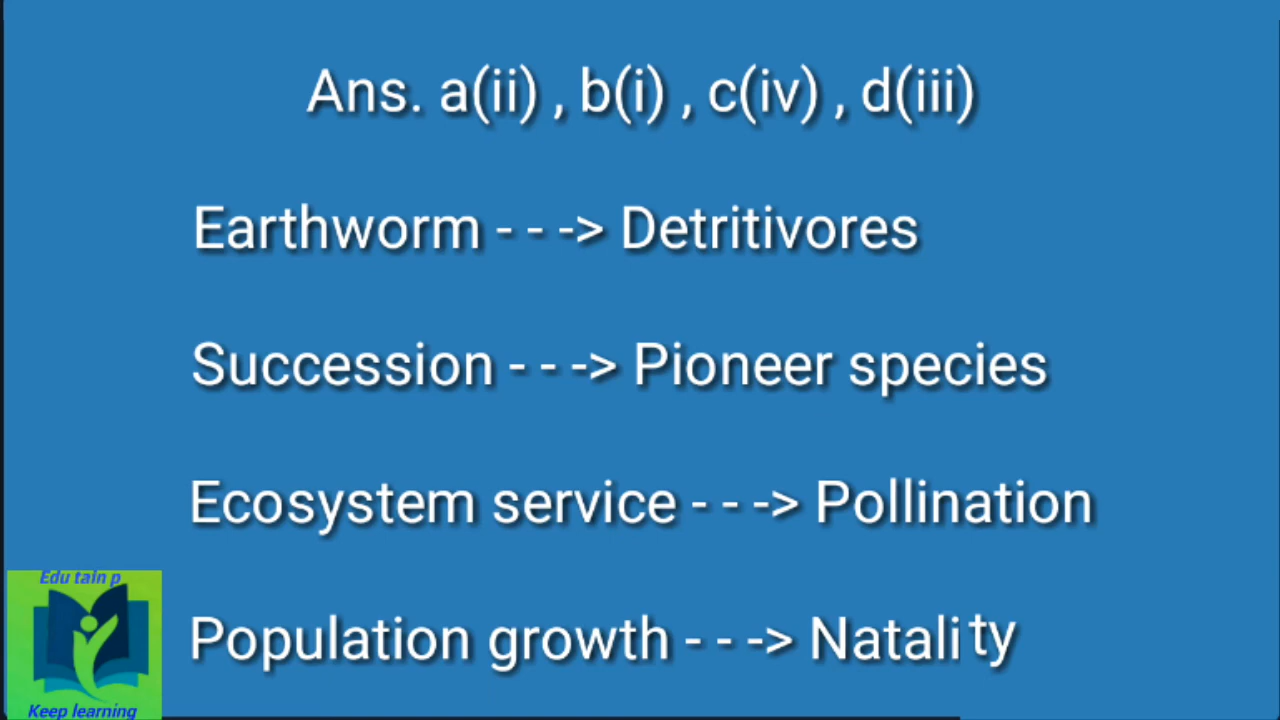 Ans. a(ii) , b(i) , c(iv) , d(iii)
Earthworm - - -> Detritivores
Succession - - -> Pioneer species
Ecosystem service - - -> Pollination
Population growth - - -> Natality
Edu tain p
Keep learning